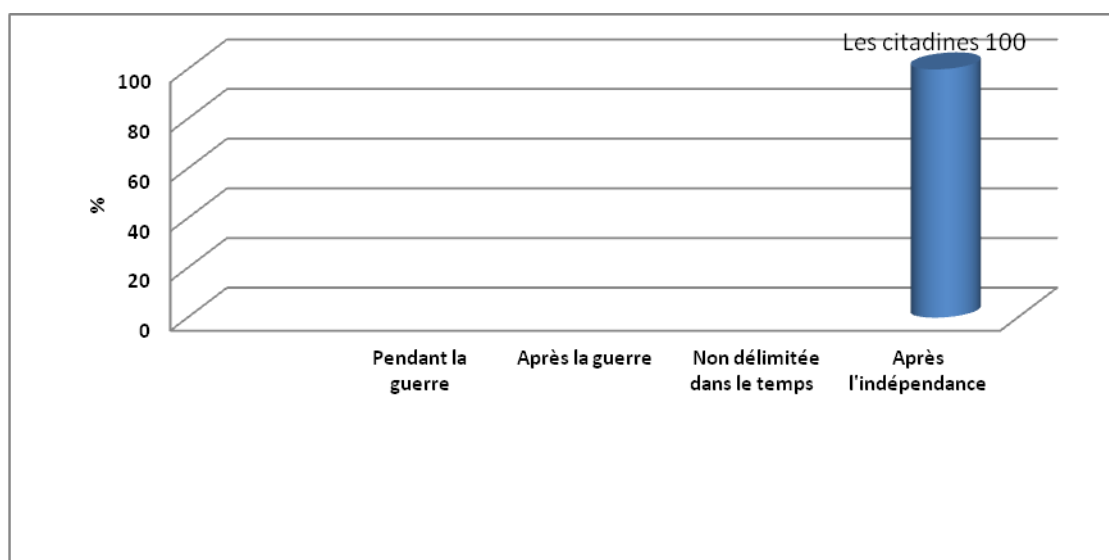 Les citadines 100
100
80
60
40
20
0
%
Pendant la
guerre
Après la guerre
Non délimitée
dans le temps
Après
l'indépendance